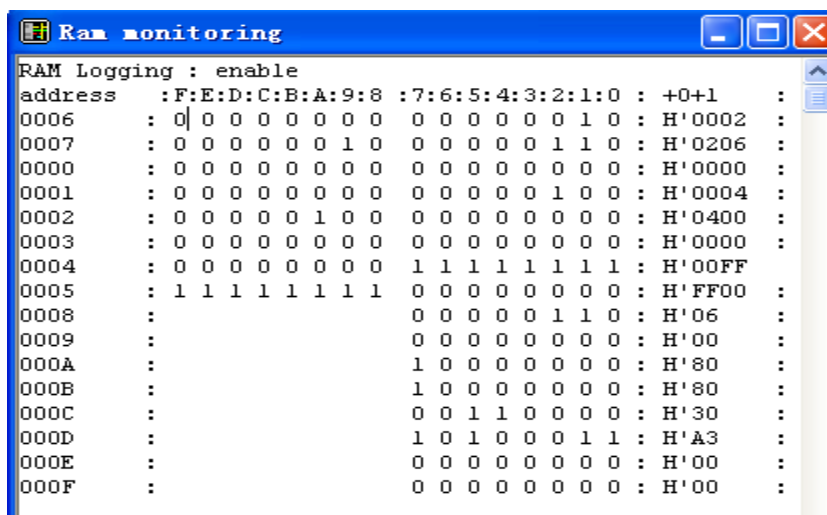 Ram monitoring
RAM Logging : enable
address :F:E:D:C:B:A:9:8 :7:6:5:4:3:2:1:0 : +0+1 :
0006 : 0 0 0 0 0 0 0 0 0 0 0 0 0 0 1 0 : H'0002 :
0007 : 0 0 0 0 0 0 1 0 0 0 0 0 0 1 1 0 : H'0206 :
0000 : 0 0 0 0 0 0 0 0 0 0 0 0 0 0 0 0 : H'0000 :
0001 : 0 0 0 0 0 0 0 0 0 0 0 0 0 1 0 0 : H'0004 :
0002 : 0 0 0 0 0 1 0 0 0 0 0 0 0 0 0 0 : H'0400 :
0003 : 0 0 0 0 0 0 0 0 0 0 0 0 0 0 0 0 : H'0000 :
0004 : 0 0 0 0 0 0 0 0 1 1 1 1 1 1 1 1 : H'00FF
0005 : 1 1 1 1 1 1 1 1 0 0 0 0 0 0 0 0 : H'FF00 :
0008 : 0 0 0 0 0 1 1 0 : H'06 :
0009 : 0 0 0 0 0 0 0 0 : H'00 :
000A : 1 0 0 0 0 0 0 0 : H'80 :
000B : 1 0 0 0 0 0 0 0 : H'80 :
000C : 0 0 1 1 0 0 0 0 : H'30 :
000D : 1 0 1 0 0 0 1 1 : H'A3 :
000E : 0 0 0 0 0 0 0 0 : H'00 :
000F : 0 0 0 0 0 0 0 0 : H'00 :